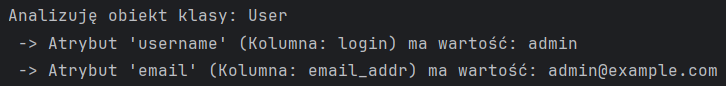 Analizuję obiekt klasy: User
 -> Atrybut 'username' (Kolumna: login) ma wartość: admin
 -> Atrybut 'email' (Kolumna: email_addr) ma wartość: admin@example.com